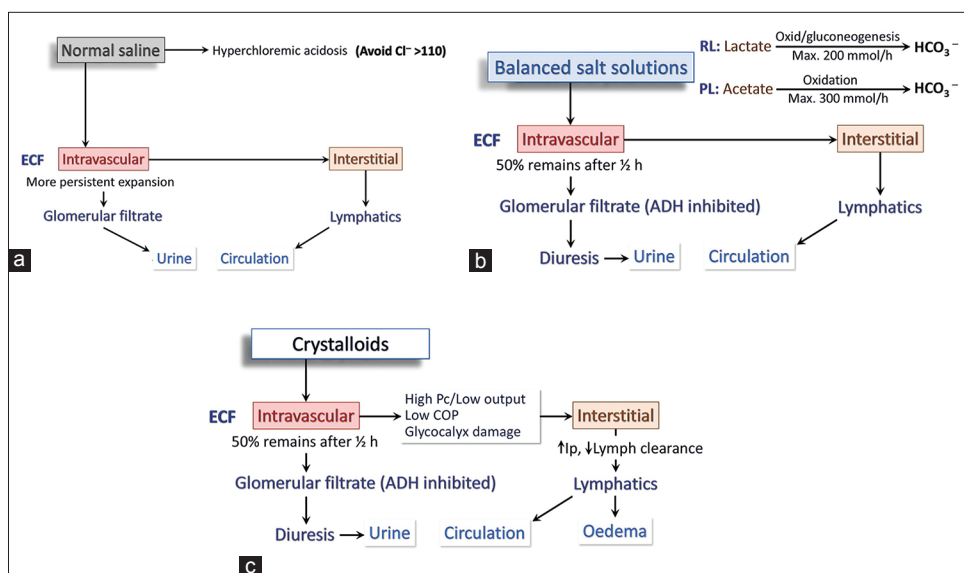 Normal saline
Hyperchloremic acidosis (Avoid Cl⁻ >110)
ECF
Intravascular
Interstitial
More persistent expansion
Glomerular filtrate
Lymphatics
Urine
Circulation
a
RL: Lactate
Oxid/gluconeogenesis
Max. 200 mmol/h
HCO₃⁻
Balanced salt solutions
PL: Acetate
Oxidation
Max. 300 mmol/h
HCO₃⁻
ECF
Intravascular
Interstitial
50% remains after ½ h
Glomerular filtrate (ADH inhibited)
Lymphatics
Diuresis
Urine
Circulation
b
Crystalloids
ECF
Intravascular
High Pc/Low output
Low COP
Glycocalyx damage
Interstitial
50% remains after ½ h
↑Ip, ↓Lymph clearance
Glomerular filtrate (ADH inhibited)
Lymphatics
Diuresis
Urine
Circulation
Oedema
c